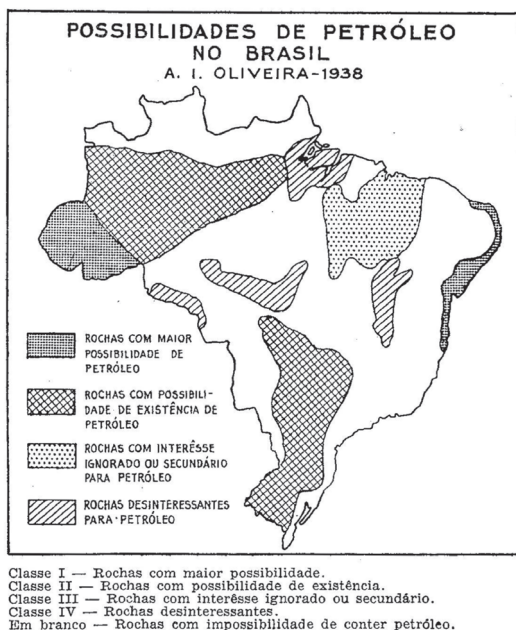 POSSIBILIDADES DE PETRÓLEO
NO BRASIL
A. I. OLIVEIRA-1938
ROCHAS COM MAIOR
POSSIBILIDADE DE
PETRÓLEO
ROCHAS COM POSSIBILI-
DADE DE EXISTÊNCIA DE
PETRÓLEO
ROCHAS COM INTERÊSSE
IGNORADO OU SECUNDÁRIO
PARA PETRÓLEO
ROCHAS DESINTERESSANTES
PARA PETRÓLEO
Classe I — Rochas com maior possibilidade.
Classe II — Rochas com possibilidade de existência.
Classe III — Rochas com interêsse ignorado ou secundário.
Classe IV — Rochas desinteressantes.
Em branco — Rochas com impossibilidade de conter petróleo.